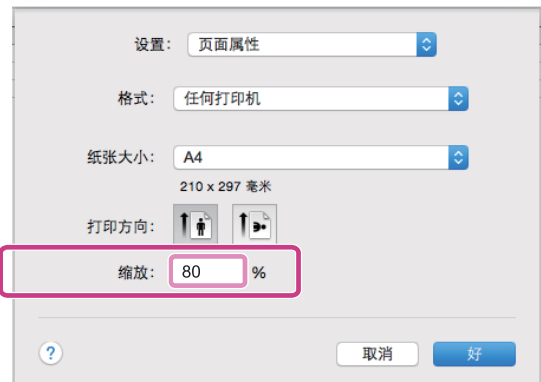 设置： 页面属性
格式： 任何打印机
纸张大小： A4
210 x 297 毫米
打印方向：
缩放： 80 %
? 取消 好